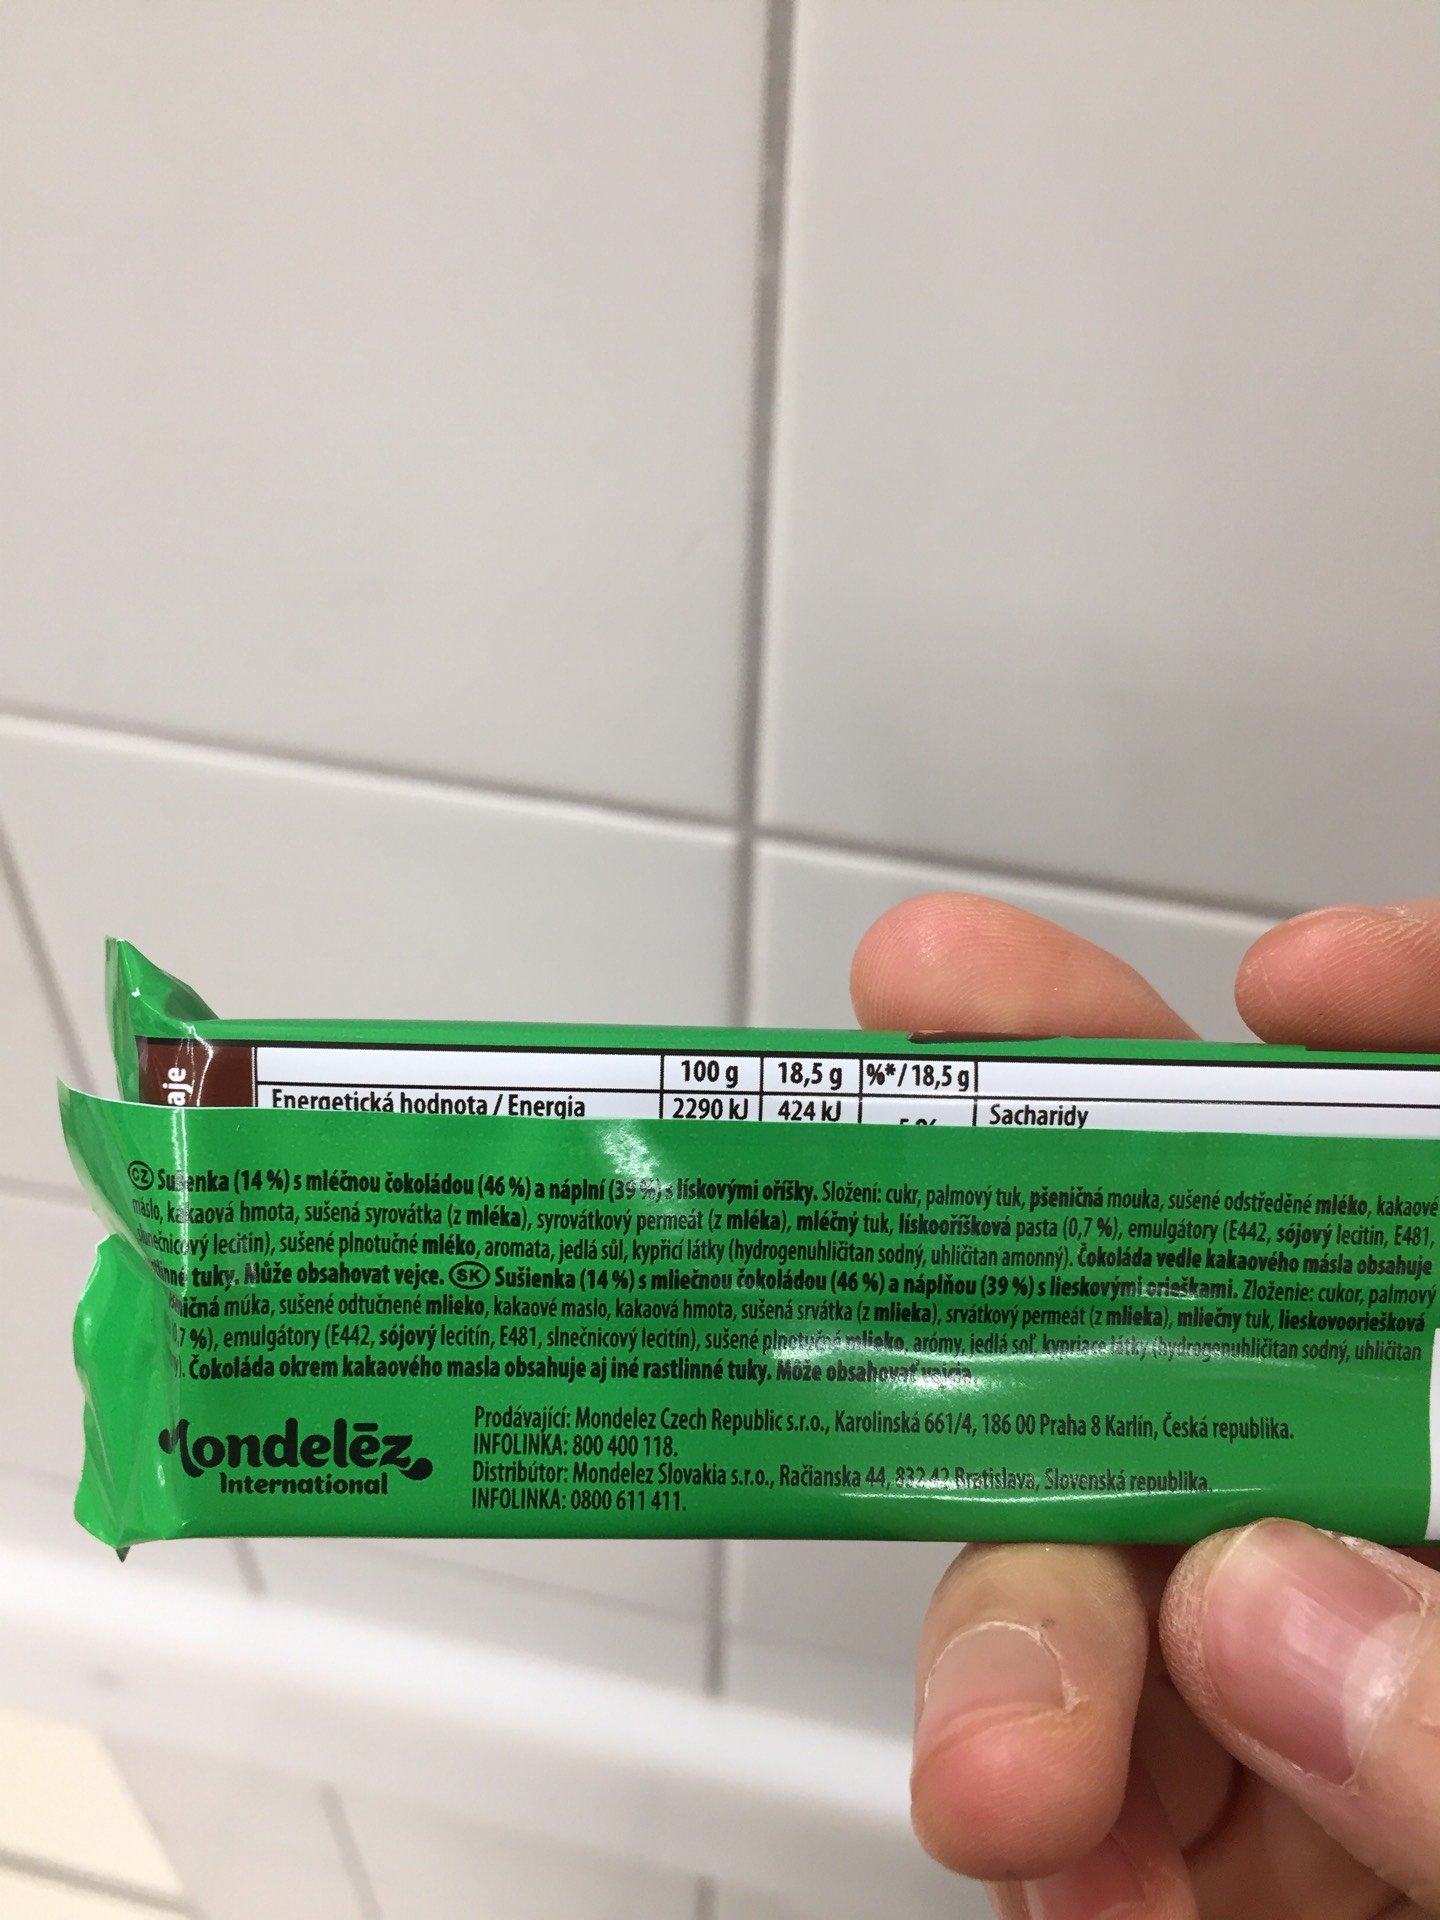 aje
100 g 18,5 g %*/18,5 g
Energetická hodnota / Energia 2290 kJ 424 kJ Sacharidy
CZ Sušenka (14 %) s mléčnou čokoládou (46 %) a náplní (39 %) s lískovými oříšky. Složení: cukr, palmový tuk, pšeničná mouka, sušené odstředěné mléko, kakaové
máslo, kakaová hmota, sušená syrovátka (z mléka), syrovátkový permeát (z mléka), mléčný tuk, lískooříšková pasta (0,7 %), emulgátory (E442, sójový lecitin, E481,
slunečnicový lecitin), sušené plnotučné mléko, aromata, jedlá sůl, kypřicí látky (hydrogenuhličitan sodný, uhličitan amonný). Čokoláda vedle kakaového másla obsahuje
tuky. Může obsahovat vejce. SK Sušienka (14 %) s mliečnou čokoládou (46 %) a náplňou (39 %) s lieskovými orieškami. Zloženie: cukor, palmový
múka, sušené odtučnené mlieko, kakaové maslo, kakaová hmota, sušená srvátka (z mlieka), srvátkový permeát (z mlieka), mliečny tuk, lieskovooriešková
7 %), emulgátory (E442, sójový lecitín, E481, slnečnicový lecitín), sušené plnotučné mlieko, arómy, jedlá soľ, kypriace látky (hydrogenuhličitan sodný, uhličitan
). Čokoláda okrem kakaového masla obsahuje aj iné rastlinné tuky. Môže obsahovať vajcia.
Mondelēz
International
Prodávající: Mondelez Czech Republic s.r.o., Karolinská 661/4, 186 00 Praha 8 Karlín, Česká republika.
INFOLINKA: 800 400 118.
Distribútor: Mondelez Slovakia s.r.o., Račianska 44, 832 42 Bratislava, Slovenská republika.
INFOLINKA: 0800 611 411.